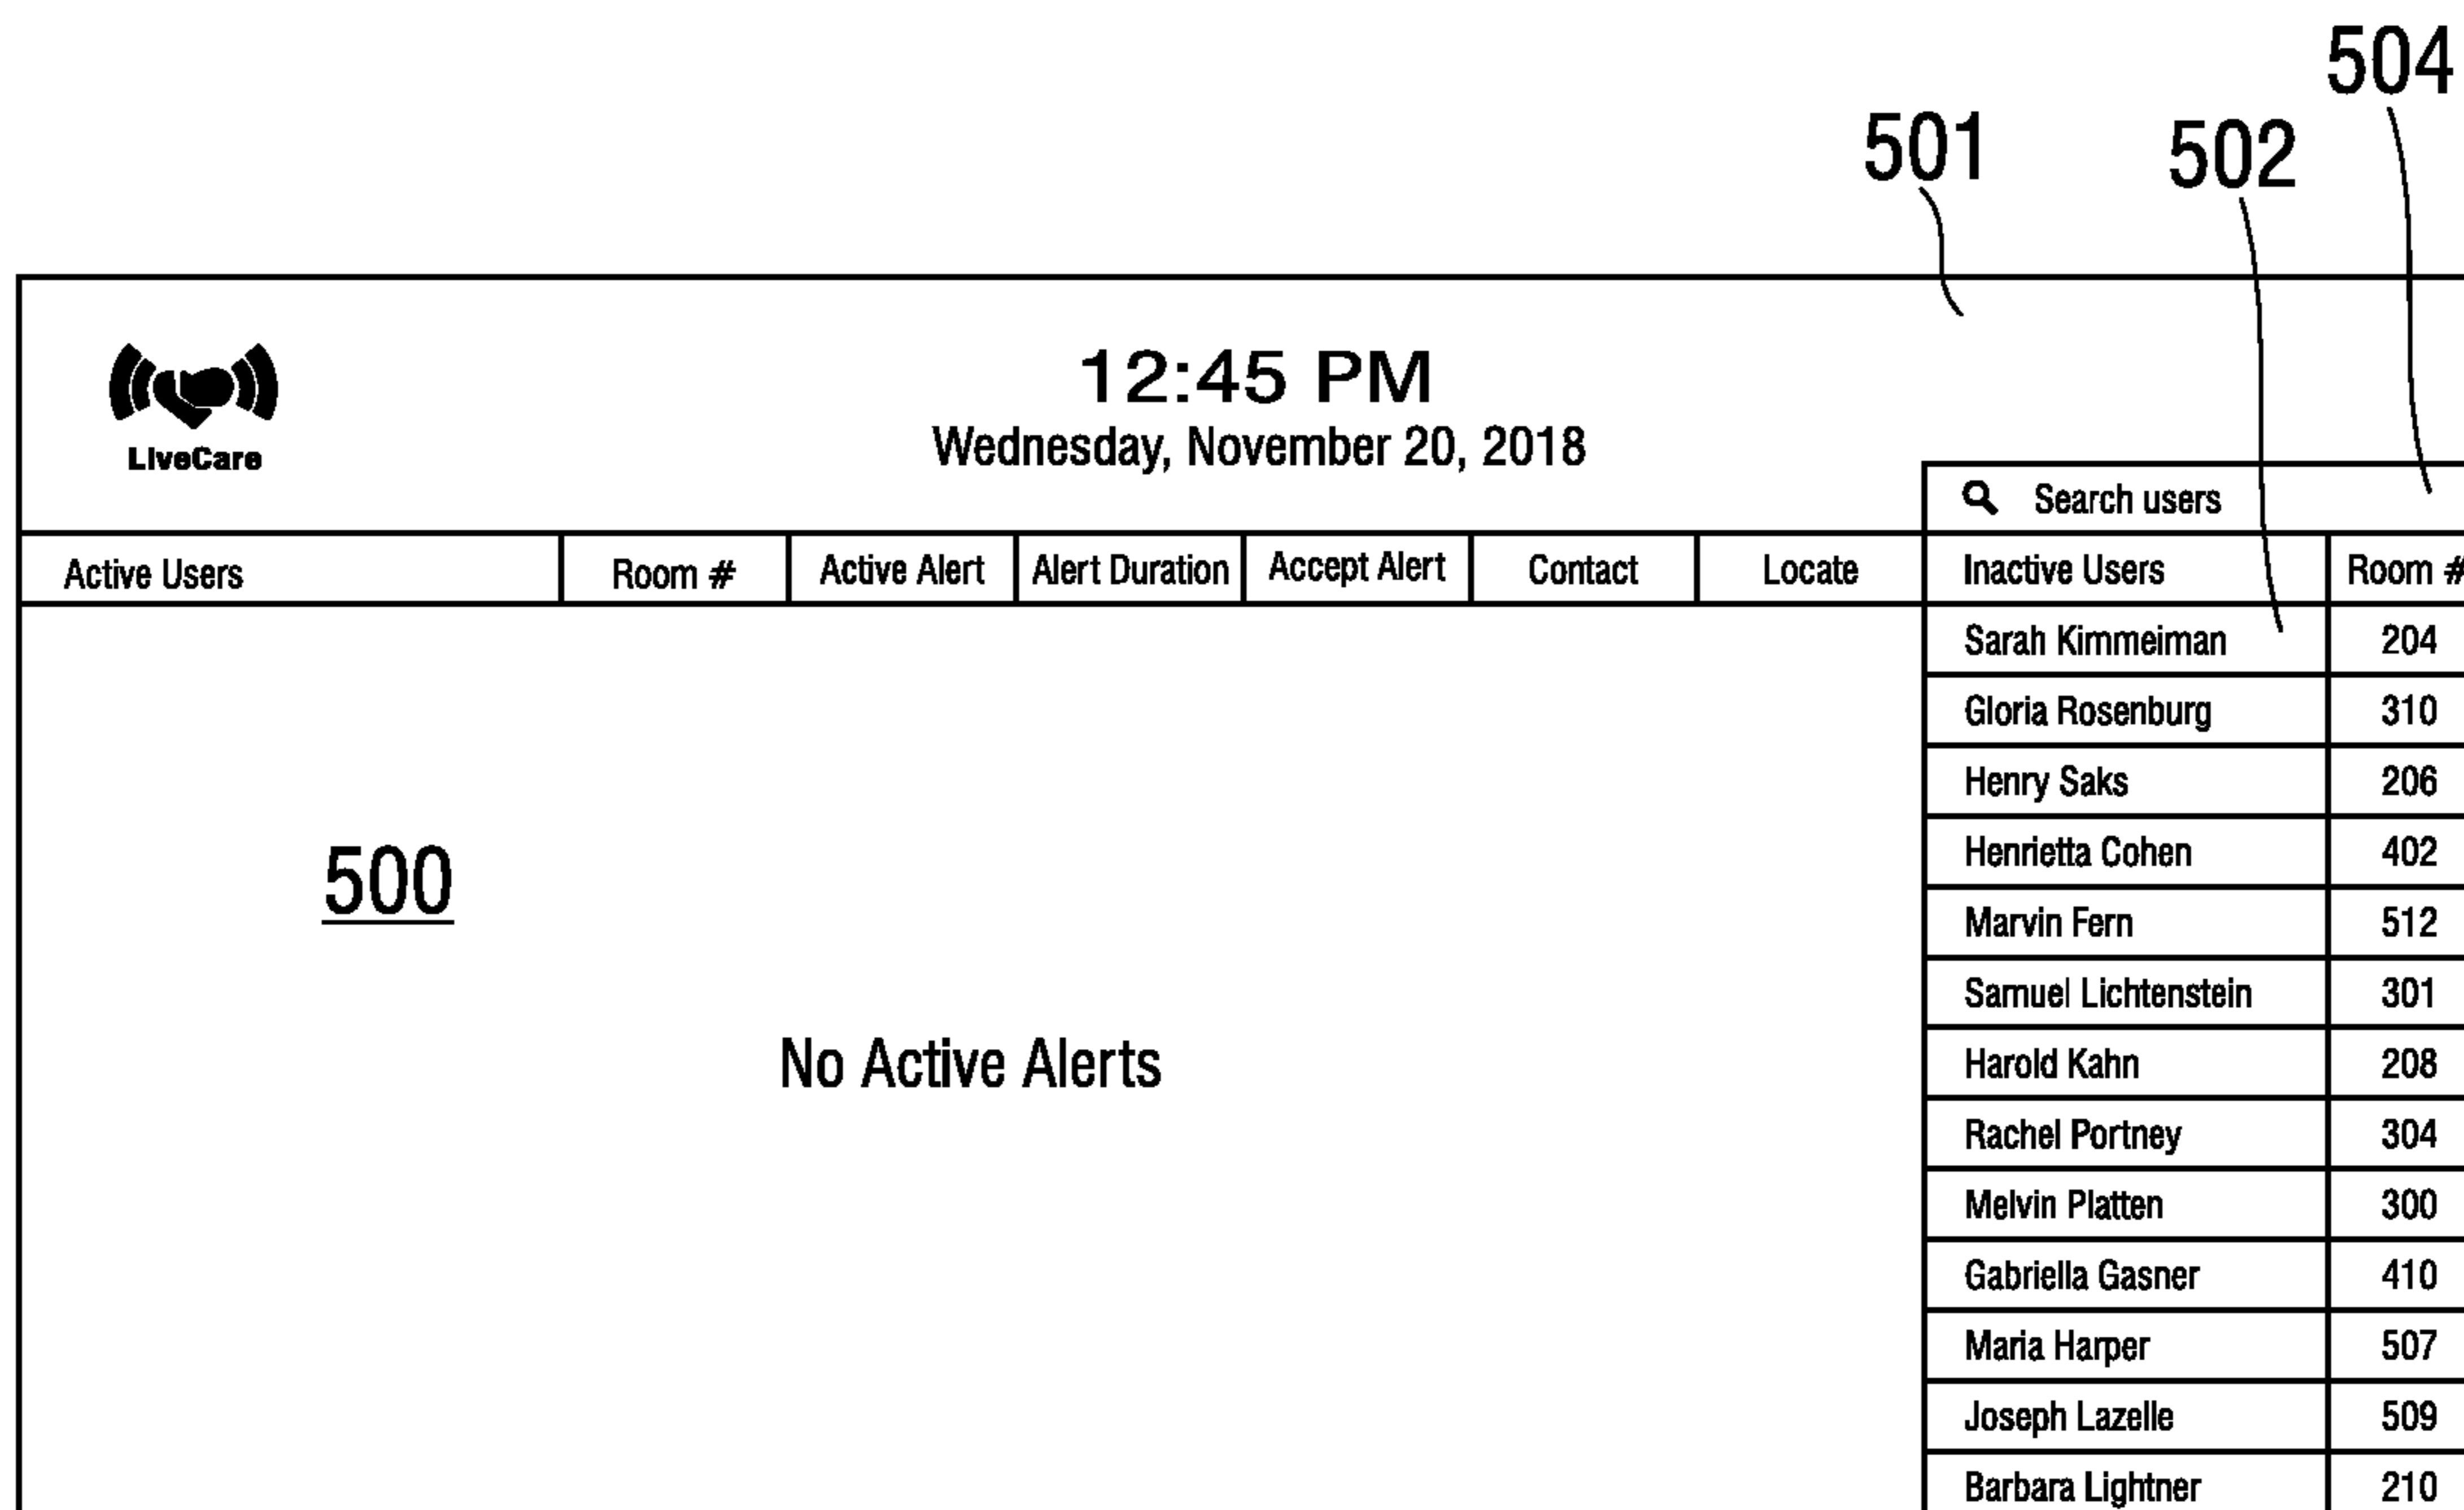 504
501 502
12:45 PM
LiveCare
Wednesday, November 20, 2018
Search users
Active Users Room # Active Alert Alert Duration Accept Alert Contact Locate Inactive Users Room #
Sarah Kimmeiman 204
Gloria Rosenburg 310
Henry Saks 206
Henrietta Cohen 402
500
Marvin Fern 512
Samuel Lichtenstein 301
No Active Alerts
Harold Kahn 208
Rachel Portney 304
Melvin Platten 300
Gabriella Gasner 410
Maria Harper 507
Joseph Lazelle 509
Barbara Lightner 210